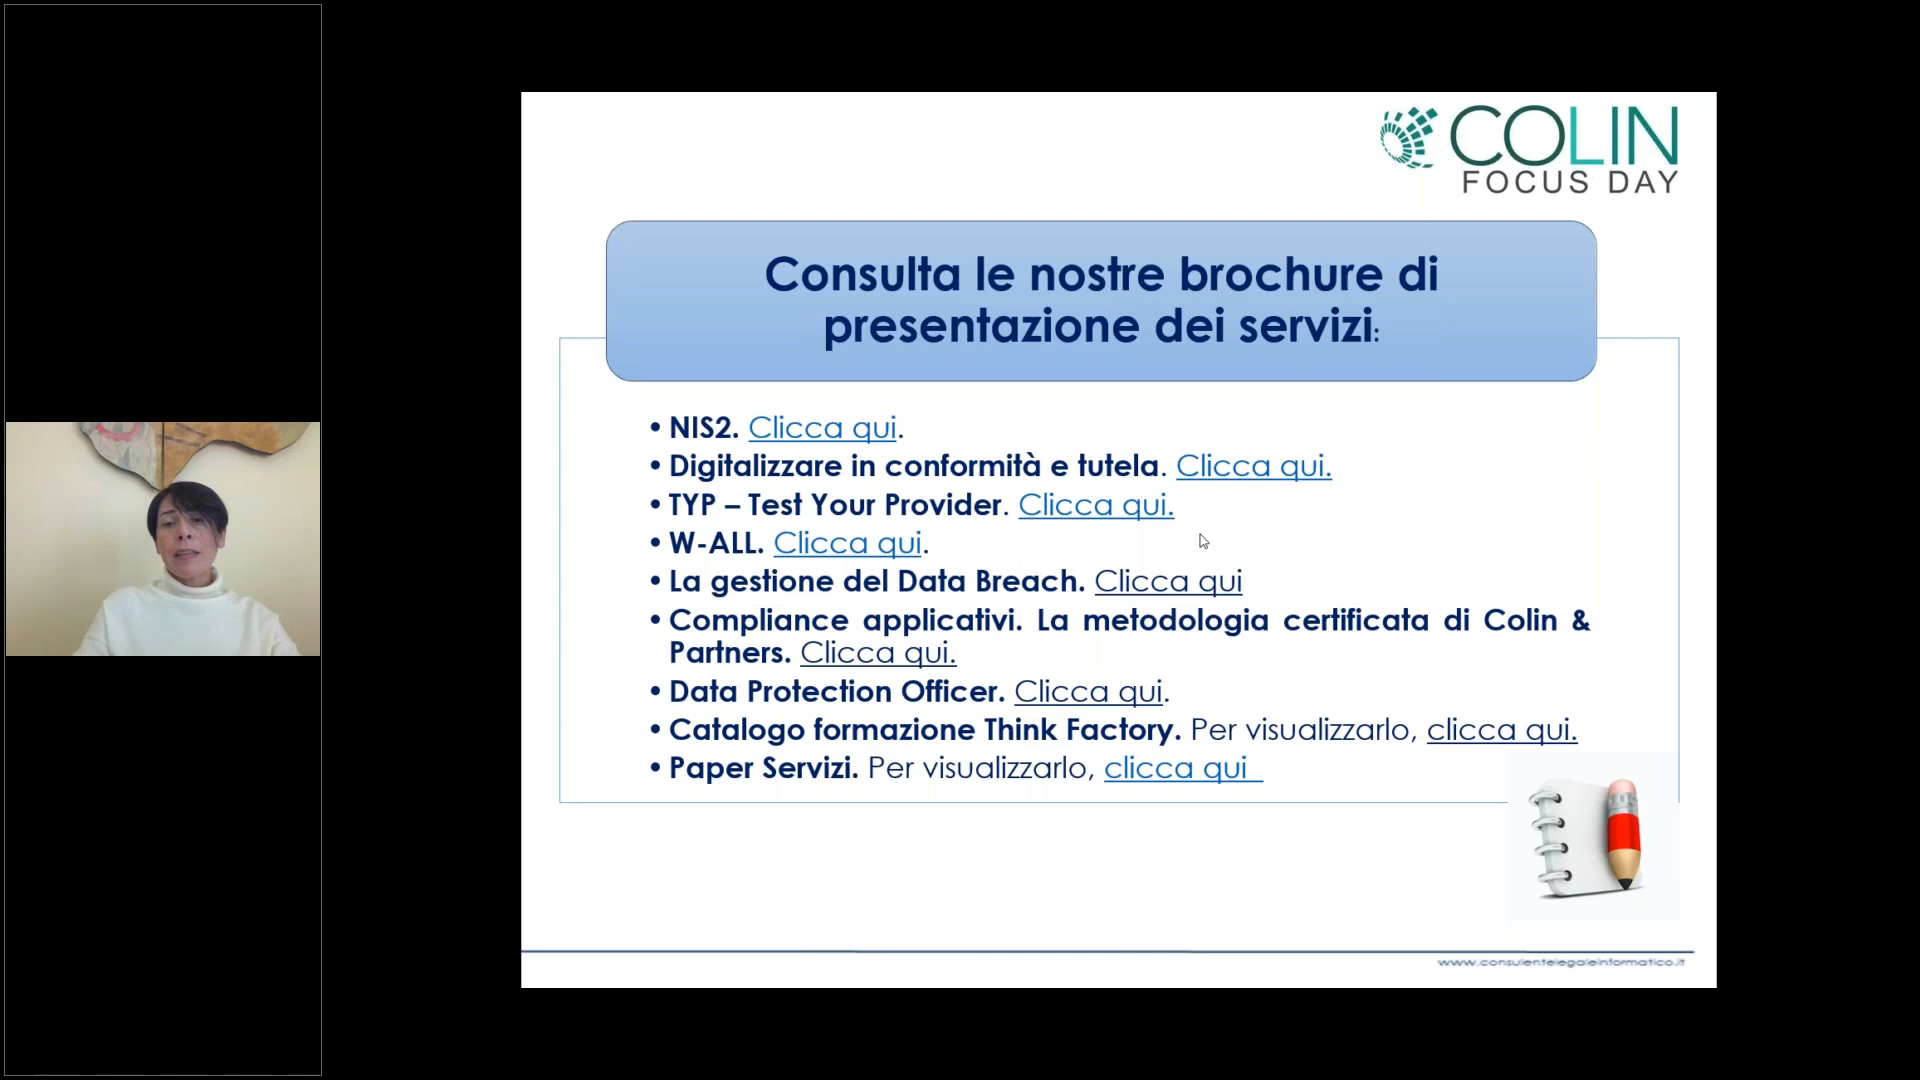 COLIN
FOCUS DAY
Consulta le nostre brochure di
presentazione dei servizi:
• NIS2. Clicca qui.
• Digitalizzare in conformità e tutela. Clicca qui.
• TYP – Test Your Provider. Clicca qui.
• W-ALL. Clicca qui.
• La gestione del Data Breach. Clicca qui
• Compliance applicativi. La metodologia certificata di Colin &
Partners. Clicca qui.
• Data Protection Officer. Clicca qui.
• Catalogo formazione Think Factory. Per visualizzarlo, clicca qui.
• Paper Servizi. Per visualizzarlo, clicca qui
www.consulentelegaleinformatico.it